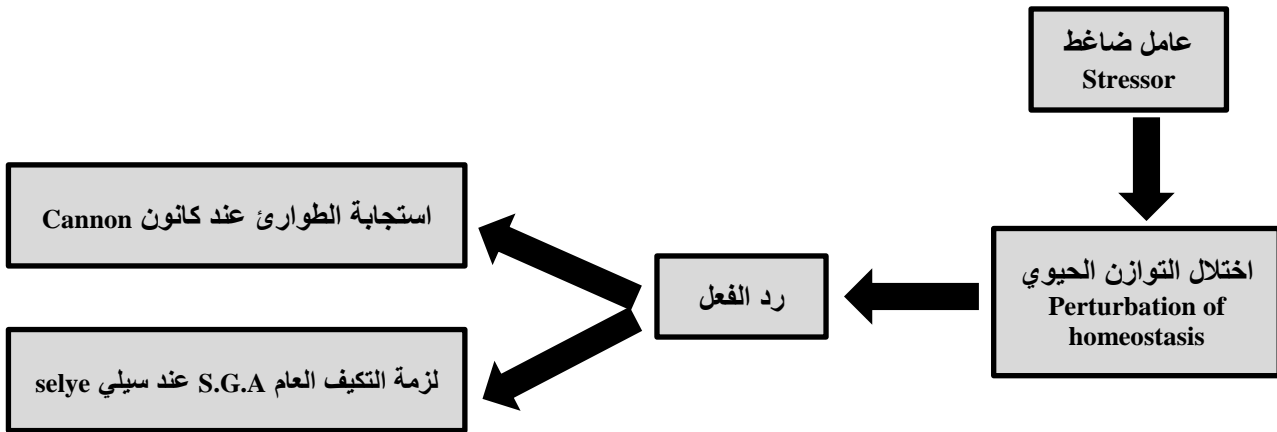 عامل ضاغط
Stressor
اختلال التوازن الحيوي
Perturbation of
homeostasis
رد الفعل
استجابة الطوارئ عند كانون Cannon
لزمة التكيف العام S.G.A عند سيلي selye